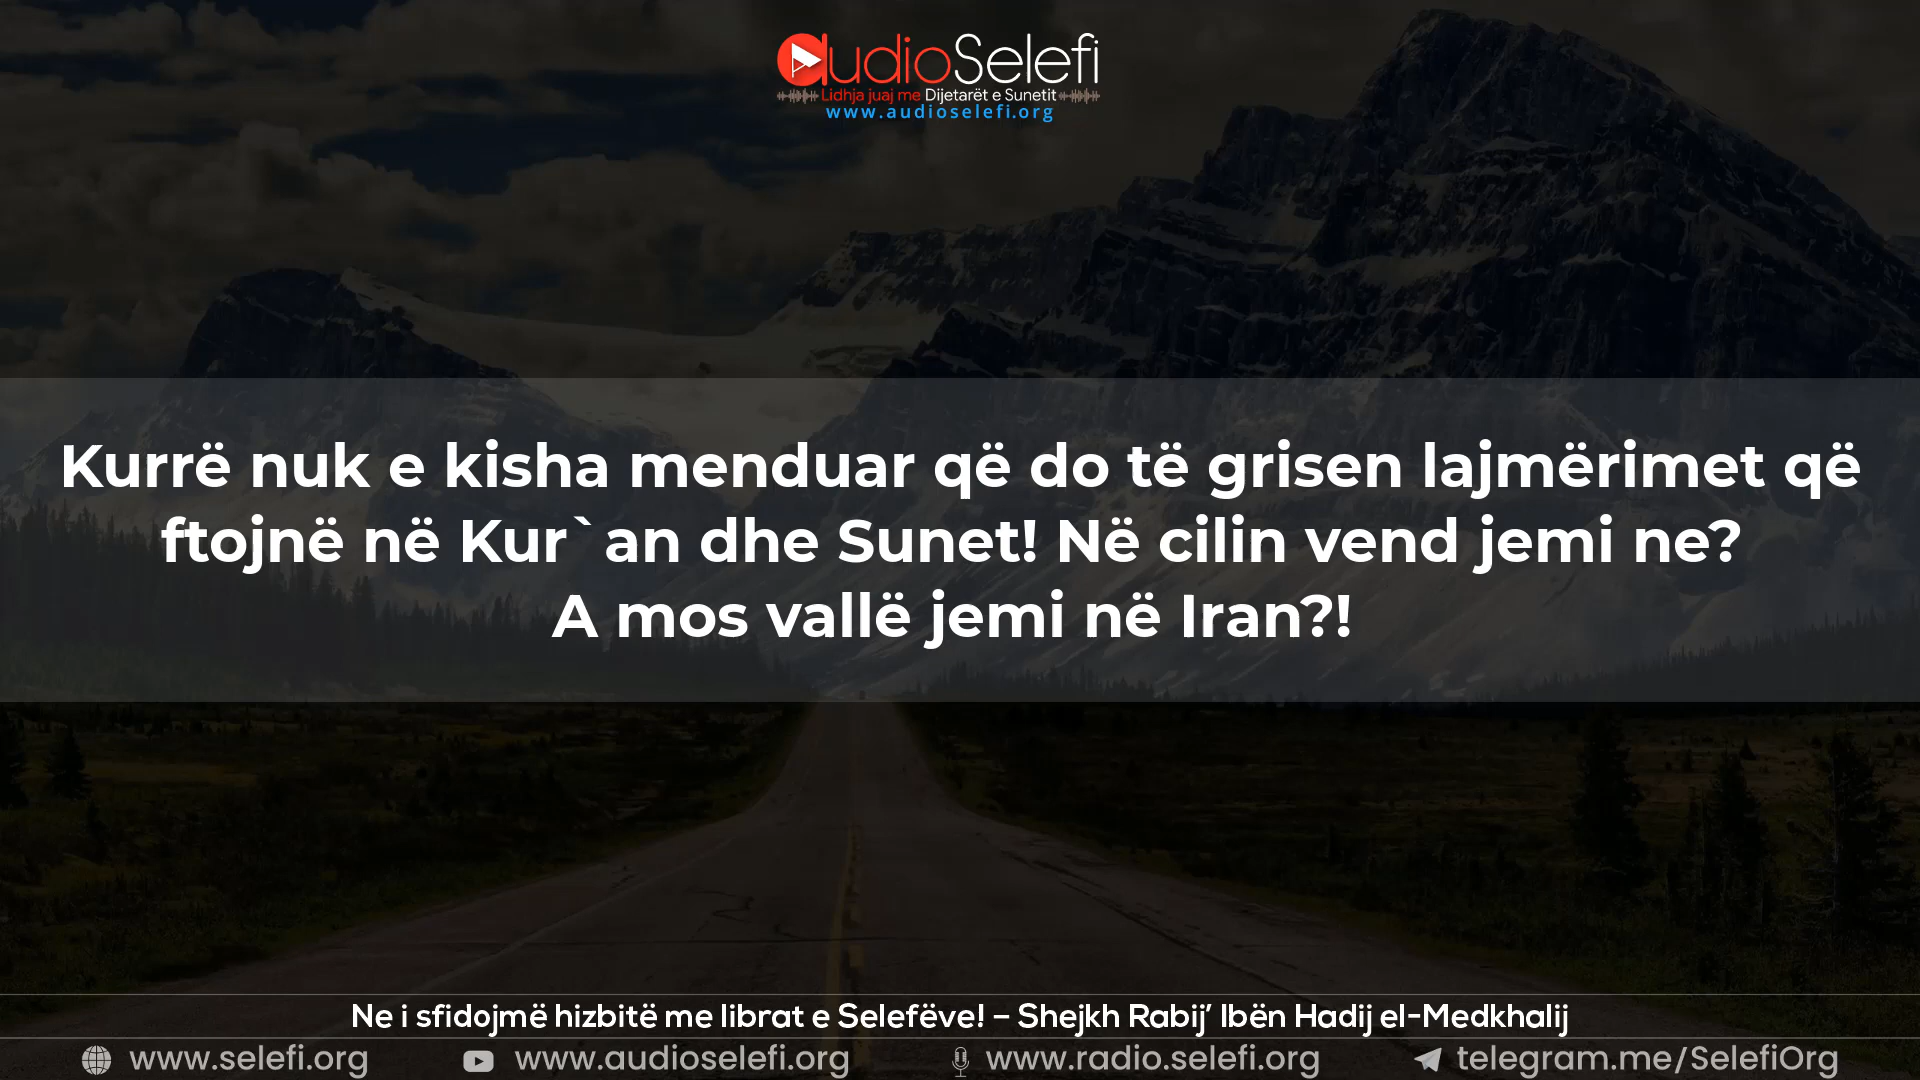 audioSelefi
Lidhja juaj me Dijetarët e Sunetit
www.audioselefi.org
Kurrë nuk e kisha menduar që do të grisen lajmërimet që
ftojnë në Kur`an dhe Sunet! Në cilin vend jemi ne?
A mos vallë jemi në Iran?!
Ne i sfidojmë hizbitë me librat e Selefëve! – Shejkh Rabij’ Ibën Hadij el-Medkhalij
www.selefi.org www.audioselefi.org www.radio.selefi.org telegram.me/SelefiOrg